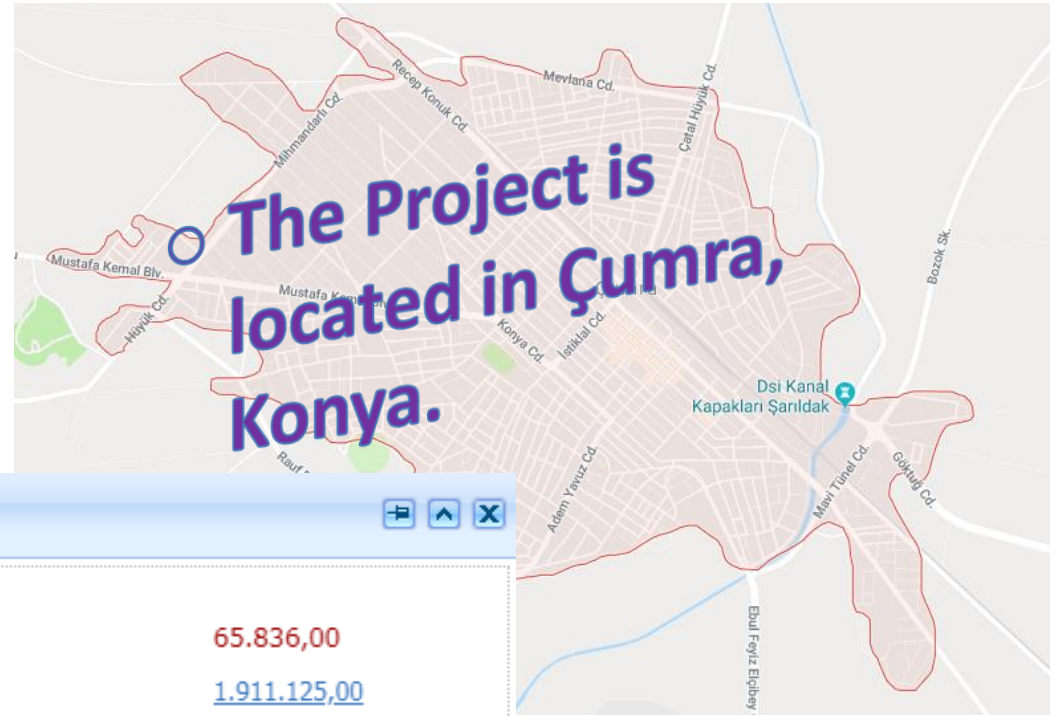 Recep Konuk Cd.
Mevlana Cd.
Çatal Hüyük Cd.
Mihmandarlı Cd.
The Project is
located in Çumra,
Konya.
Bozok Sk.
Mustafa Kemal Blv.
Mustafa
Hüyük Cd.
Konya Cd.
İstiklal Cd.
Dsi Kanal
Kapakları Şarıldak
Adem Yavuz Cd.
Mavi Tünel Cd.
Göktuğ Cd.
Ebul Feyiz Elçibey
65.836,00
1.911.125,00